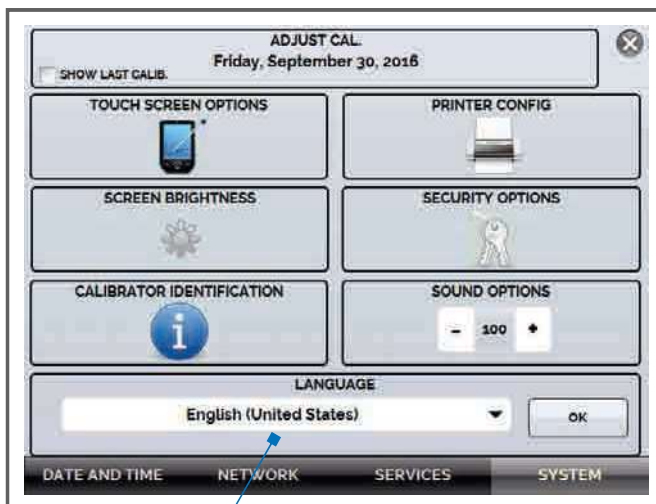 ADJUST CAL.
Friday, September 30, 2016
SHOW LAST CALIB.
TOUCH SCREEN OPTIONS
PRINTER CONFIG
SCREEN BRIGHTNESS
SECURITY OPTIONS
CALIBRATOR IDENTIFICATION
SOUND OPTIONS
- 100 +
LANGUAGE
English (United States)
OK
DATE AND TIME NETWORK SERVICES SYSTEM